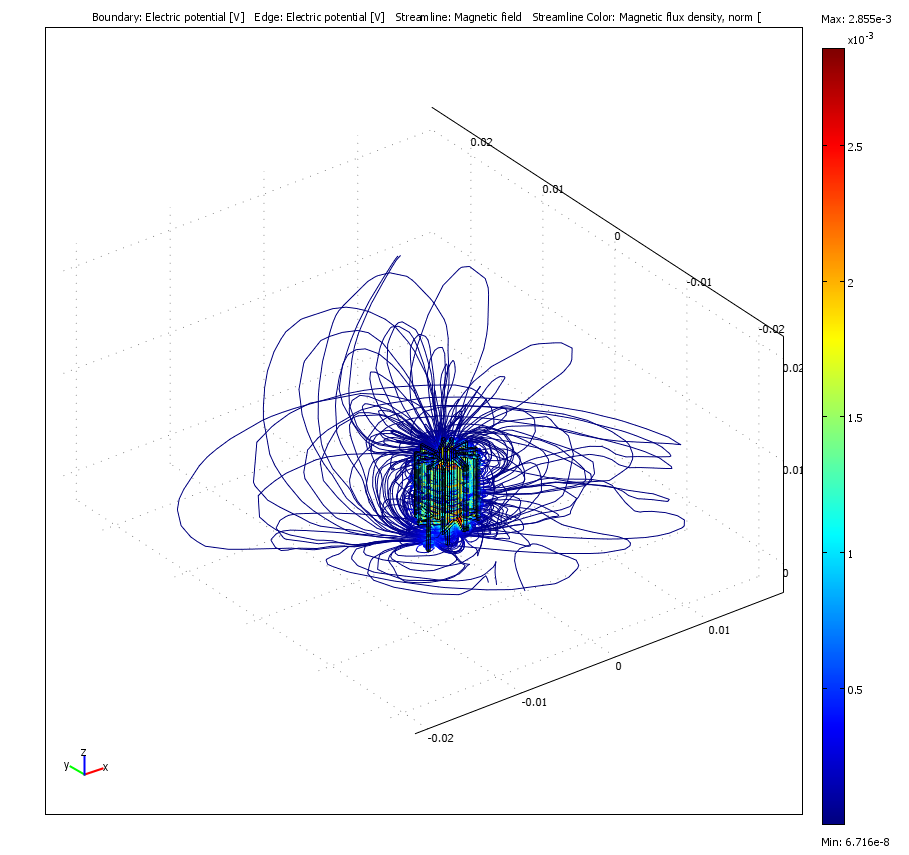 Boundary: Electric potential [V] Edge: Electric potential [V] Streamline: Magnetic field Streamline Color: Magnetic flux density, norm [
Max: 2.855e-3
x10-3
2.5
2
1.5
1
0.5
Min: 6.716e-8
0.02
0.01
0
-0.01
-0.02
0.02
0.01
0
0.01
0
-0.01
-0.02
z
y
x